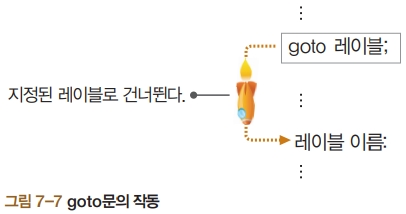 ⋮
goto 레이블;
지정된 레이블로 건너뛴다.
⋮
레이블 이름:
⋮
그림 7-7 goto문의 작동